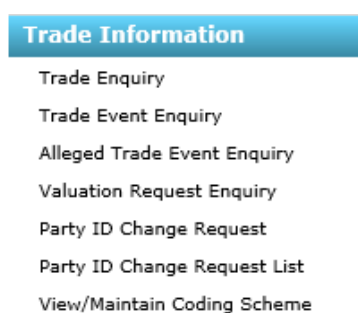 Trade Information
Trade Enquiry
Trade Event Enquiry
Alleged Trade Event Enquiry
Valuation Request Enquiry
Party ID Change Request
Party ID Change Request List
View/Maintain Coding Scheme